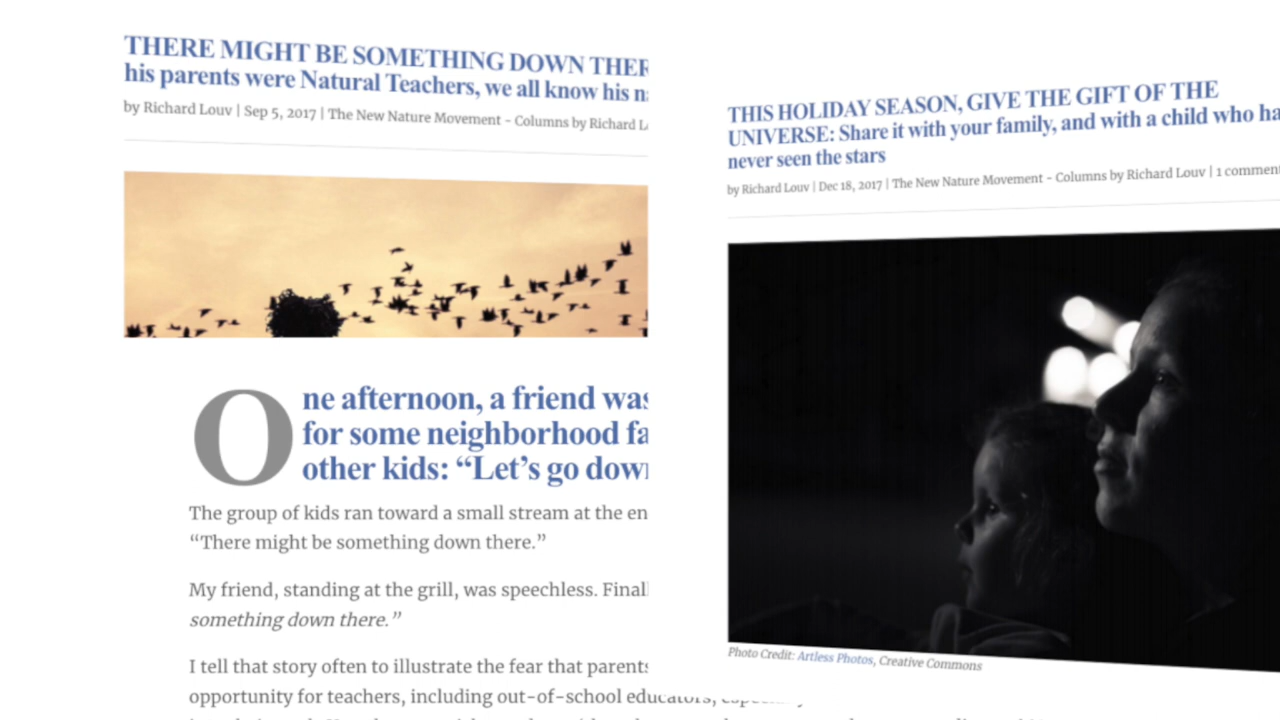 THERE MIGHT BE SOMETHING DOWN
his parents were Natural Teachers, we all know his
by Richard Louv | Sep 5, 2017 | The New Nature Movement - Columns by Richard
O
ne afternoon, a friend was
for some neighborhood
other kids: “Let’s go down
The group of kids ran toward a small stream at the
“There might be something down there.”
My friend, standing at the grill, was speechless.
something down there.”
I tell that story often to illustrate the fear that parents
opportunity for teachers, including out-of-school educators,
THIS HOLIDAY SEASON, GIVE THE GIFT OF THE
UNIVERSE: Share it with your family, and with a child who
never seen the stars
by Richard Louv | Dec 18, 2017 | The New Nature Movement - Columns by Richard Louv | 1 comment
Photo Credit: Artless Photos, Creative Commons